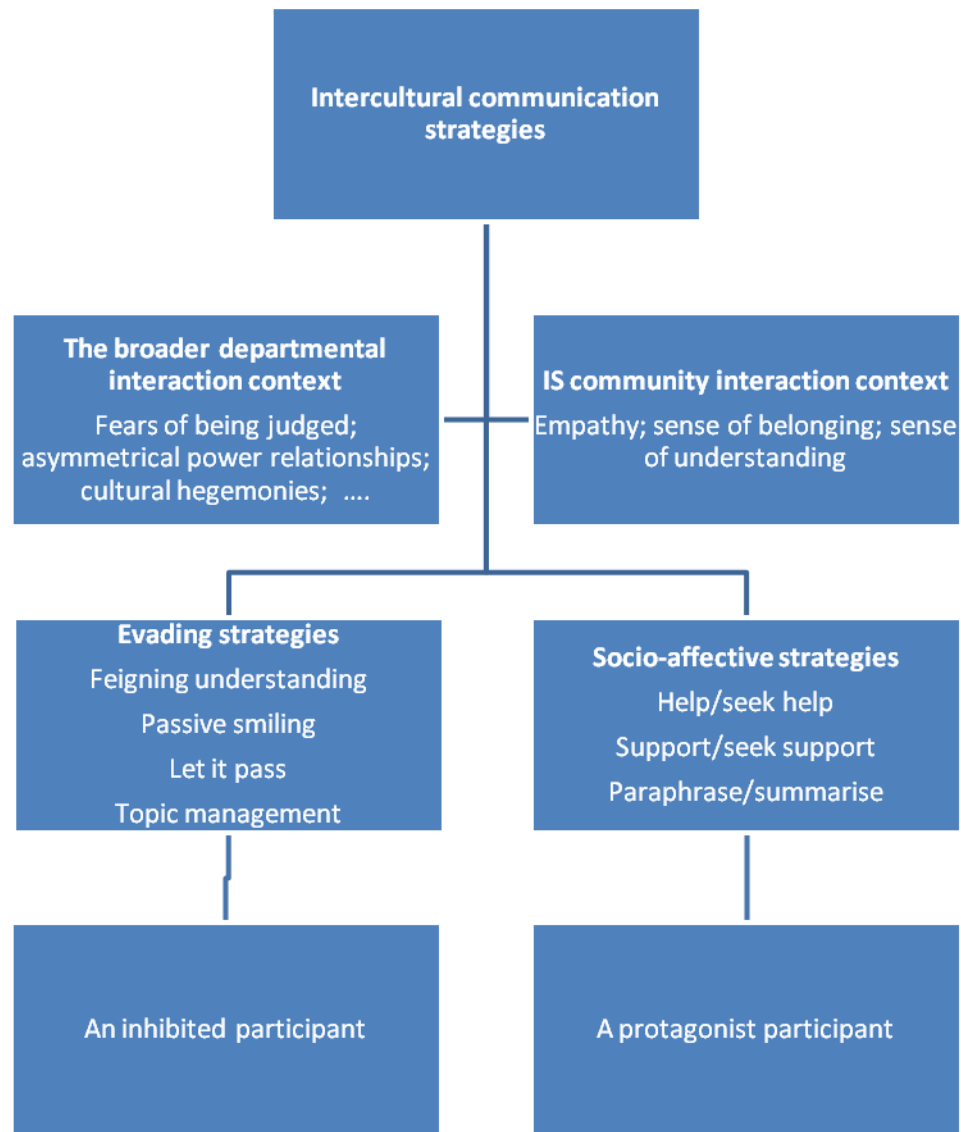 Intercultural communication
strategies
The broader departmental
interaction context
Fears of being judged;
asymmetrical power relationships;
cultural hegemonies;  ....
IS community interaction context
Empathy; sense of belonging; sense
of understanding
Evading strategies
Feigning understanding
Passive smiling
Let it pass
Topic management
Socio-affective strategies
Help/seek help
Support/seek support
Paraphrase/summarise
An inhibited participant
A protagonist participant